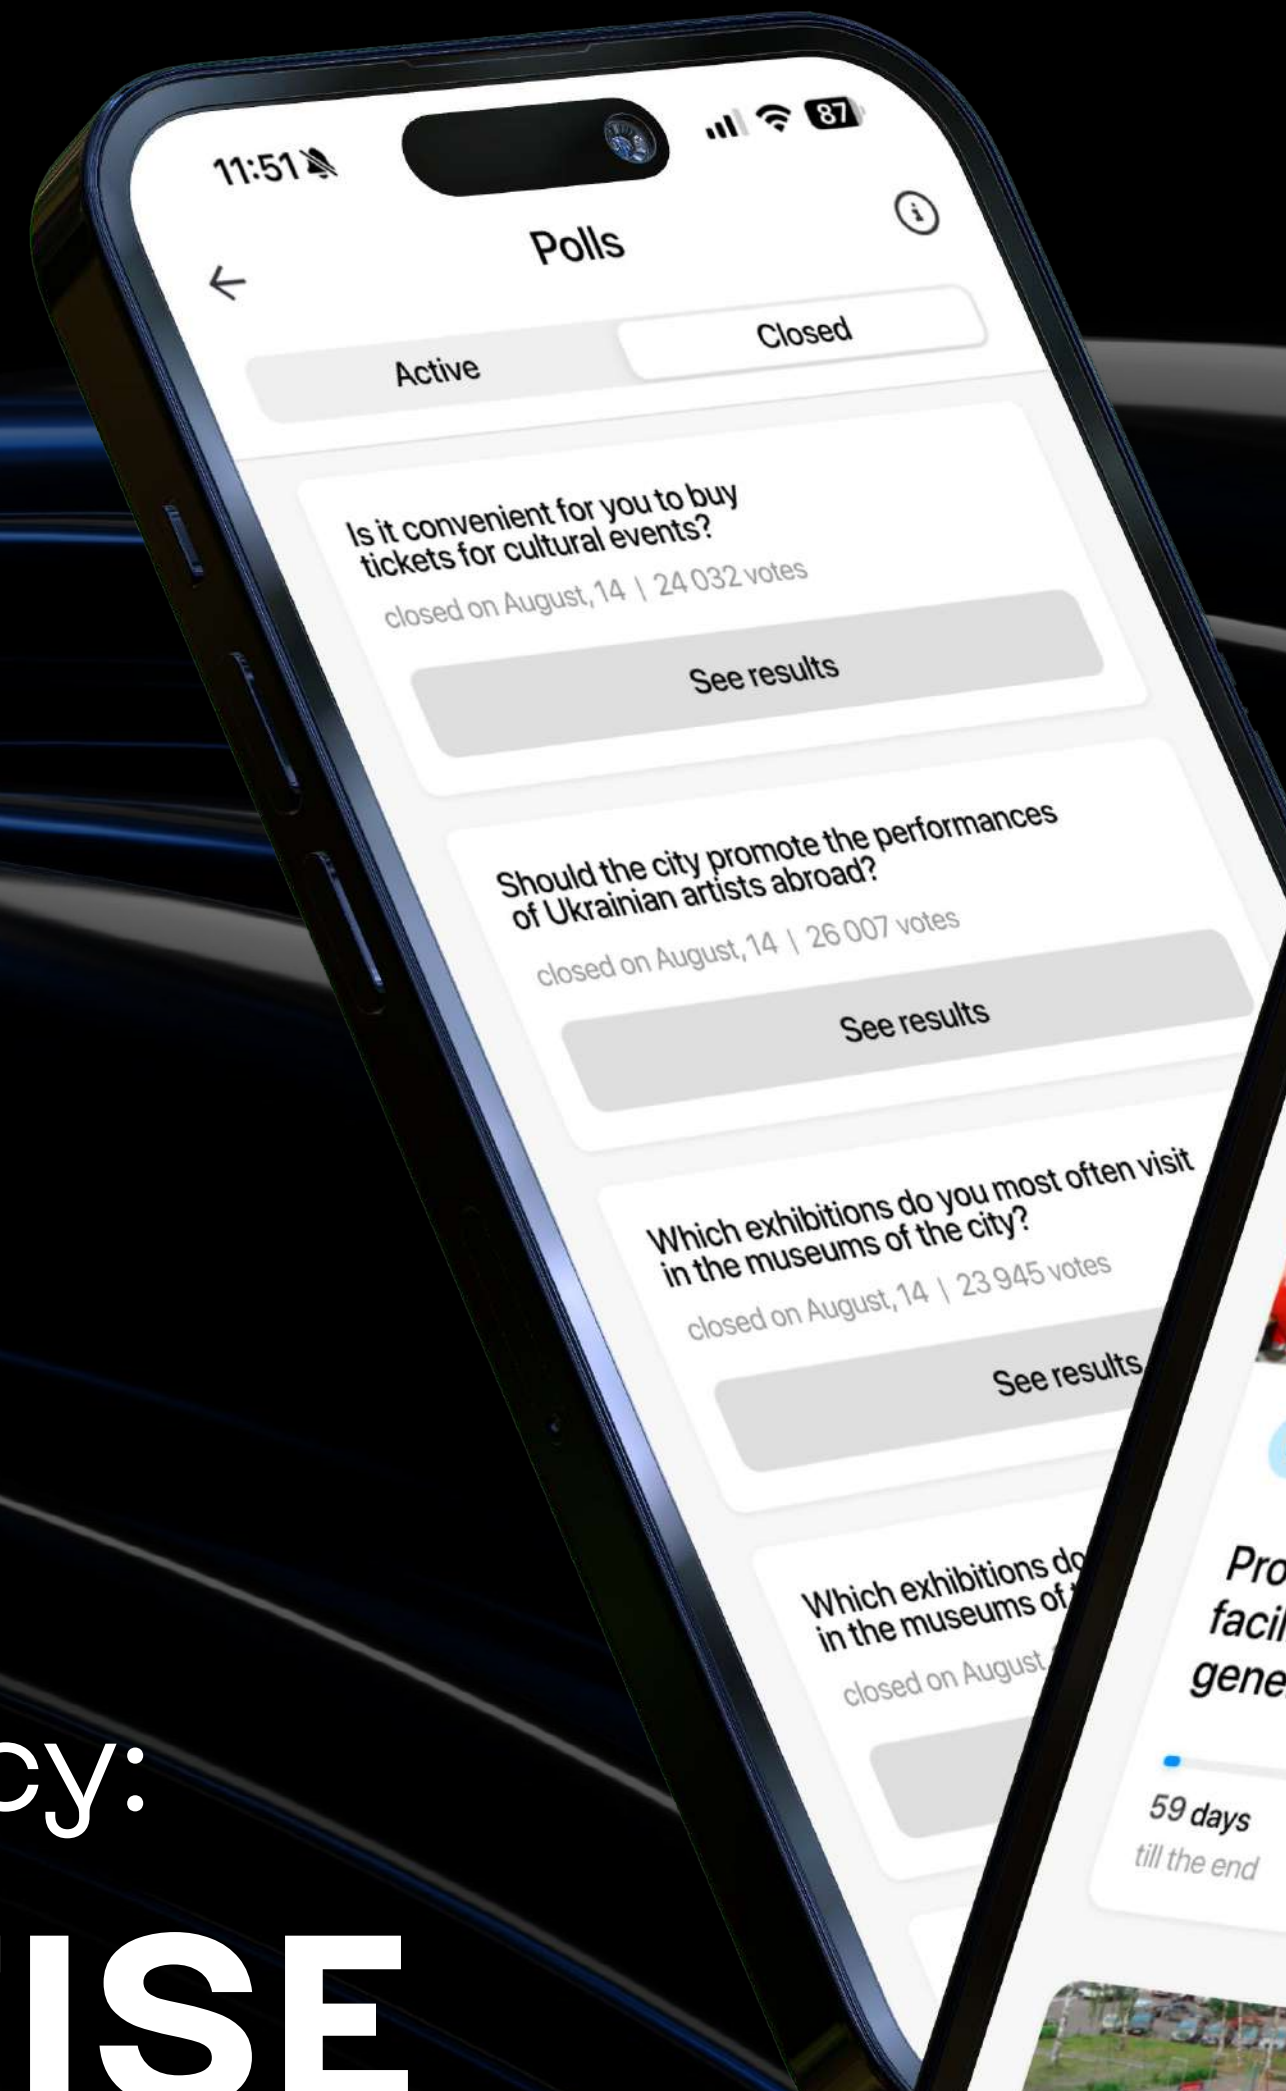 11:51
87
Polls
Active
Closed
Is it convenient for you to buy
tickets for cultural events?
closed on August, 14 | 24 032 votes
See results
Should the city promote the performances
of Ukrainian artists abroad?
closed on August, 14 | 26 007 votes
See results
Which exhibitions do you most often visit
in the museums of the city?
closed on August, 14 | 23 945 votes
See results
Which exhibitions do
in the museums of
closed on August,
Pro
facil
gene
59 days
till the end
cy:
ISE